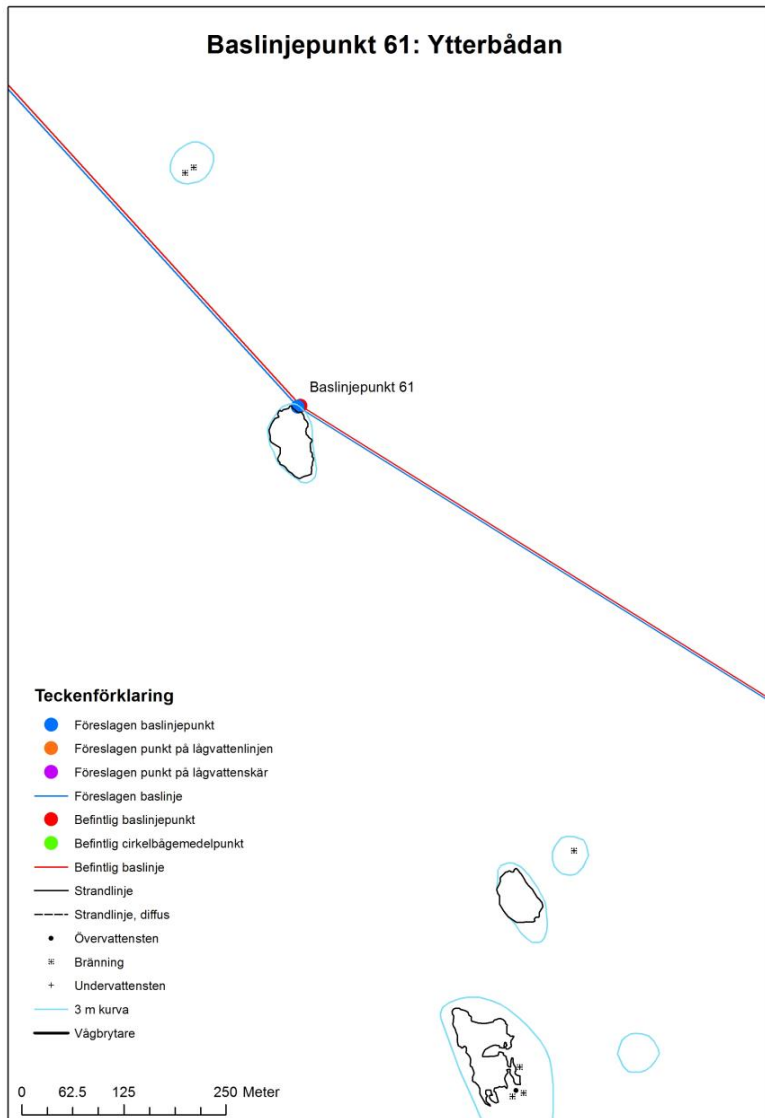 Baslinjepunkt 61: Ytterbådan
Baslinjepunkt 61
Teckenförklaring
Föreslagen baslinjepunkt
Föreslagen punkt på lågvattenlinjen
Föreslagen punkt på lågvattenskär
Föreslagen baslinje
Befintlig baslinjepunkt
Befintlig cirkelbågemedelpunkt
Befintlig baslinje
Strandlinje
Strandlinje, diffus
Övervattensten
Bränning
Undervattensten
3 m kurva
Vågbrytare
0 62.5 125 250 Meter